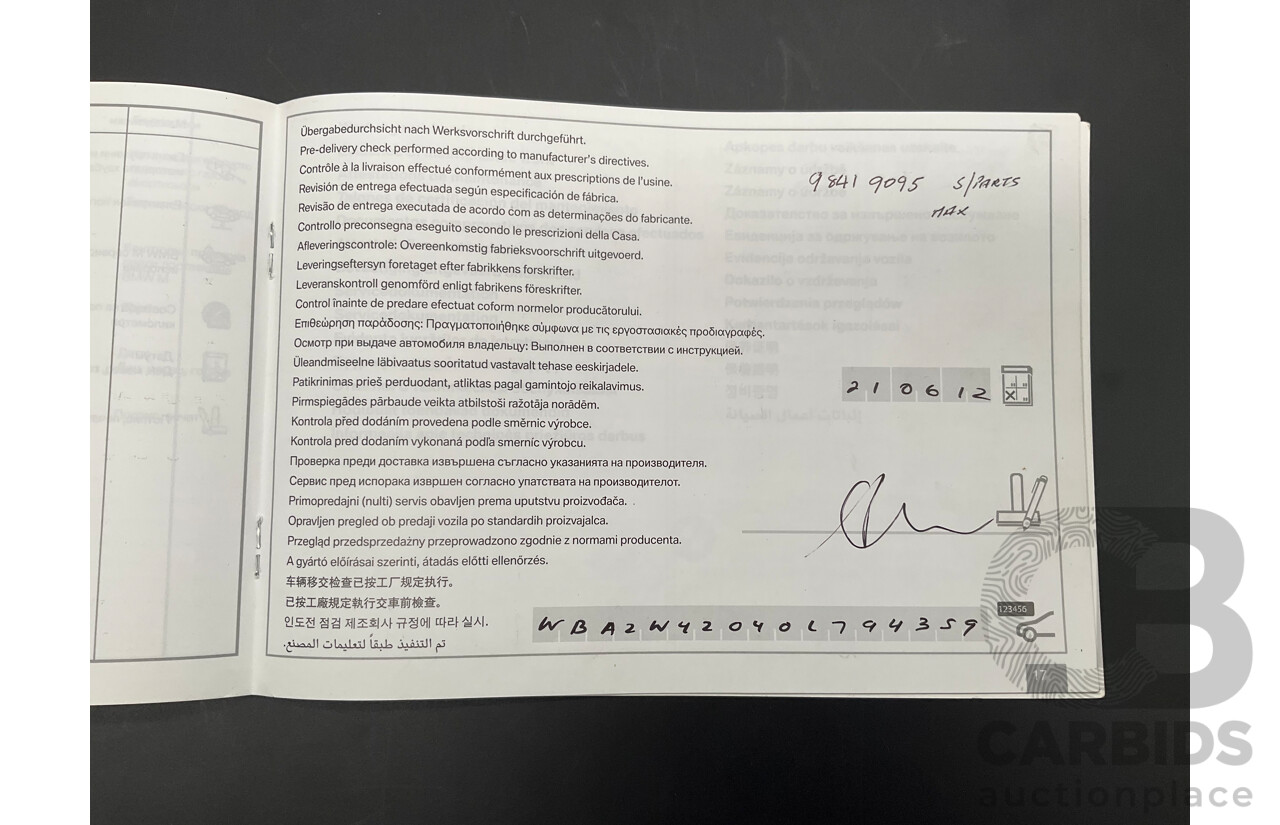 Übergabedurchsicht nach Werksvorschrift durchgeführt.
Pre-delivery check performed according to manufacturer's directives.
Contrôle à la livraison effectué conformément aux prescriptions de l'usine.
Revisión de entrega efectuada según especificación de fábrica.
Revisão de entrega executada de acordo com as determinações do fabricante.
Controllo preconsegna eseguito secondo le prescrizioni della Casa.
Afleveringscontrole: Overeenkomstig fabrieksvoorschrift uitgevoerd.
Leveringseftersyn foretaget efter fabrikkens forskrifter.
Leveranskontroll genomförd enligt fabrikens föreskrifter.
Control înainte de predare efectuat coform normelor producătorului.
Επιθεώρηση παράδοσης: Πραγματοποιήθηκε σύμφωνα με τις εργοστασιακές προδιαγραφές.
Осмотр при выдаче автомобиля владельцу: Выполнен в соответствии с инструкцией.
Üleandmiseelne läbivaatus sooritatud vastavalt tehase eeskirjadele.
Patikrinimas prieš perduodant, atliktas pagal gamintojo reikalavimus.
Pirmspiegādes pārbaude veikta atbilstoši ražotāja norādēm.
Kontrola před dodáním provedena podle směrnic výrobce.
Kontrola pred dodaním vykonaná podľa smerníc výrobcu.
Проверка преди доставка извършена съгласно указанията на производителя.
Сервис пред испорака извршен согласно упатствата на производителот.
Primopredajni (nulti) servis obavljen prema uputstvu proizvođača.
Opravljen pregled ob predaji vozila po standardih proizvajalca.
Przegląd przedsprzedażny przeprowadzono zgodnie z normami producenta.
A gyártó előírásai szerinti, átadás előtti ellenőrzés.
车辆移交检查已按工厂规定执行。
已按工廠規定執行交車前檢查。
인도전 점검 제조회사 규정에 따라 실시.
تم التنفيذ طبقاً لتعليمات المصنع.
9841 9095 S/PARTS
MAX
21 06 12
123456
WBA2W42040L794359
17
CARBIDS
auctionplace